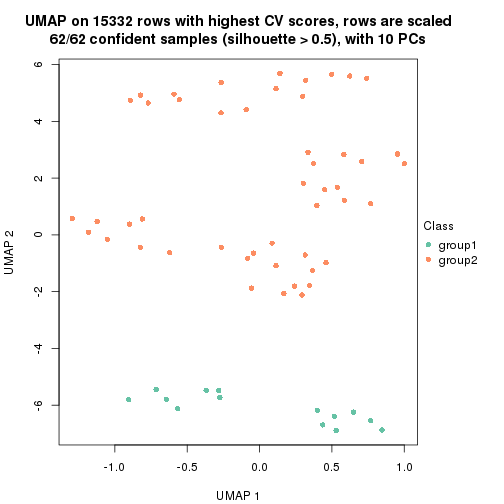 UMAP on 15332 rows with highest CV scores, rows are scaled
62/62 confident samples (silhouette > 0.5), with 10 PCs
6
4
2
0
-2
-4
-6
UMAP 2
-1.0 -0.5 0.0 0.5 1.0
UMAP 1
Class
group1
group2